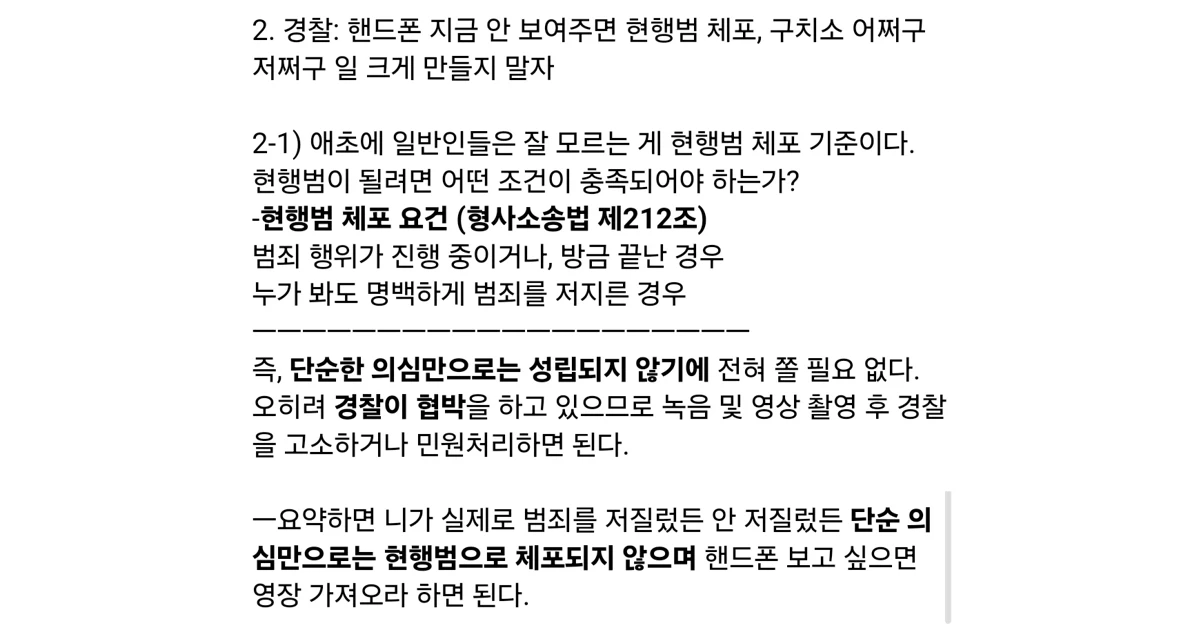 2. 경찰: 핸드폰 지금 안 보여주면 현행범 체포, 구치소 어쩌구
저쩌구 일 크게 만들지 말자
2-1) 애초에 일반인들은 잘 모르는 게 현행범 체포 기준이다.
현행범이 될려면 어떤 조건이 충족되어야 하는가?
-현행범 체포 요건 (형사소송법 제212조)
범죄 행위가 진행 중이거나, 방금 끝난 경우
누가 봐도 명백하게 범죄를 저지른 경우
ㅡㅡㅡㅡㅡㅡㅡㅡㅡㅡㅡㅡㅡㅡㅡㅡㅡㅡㅡㅡ
즉, 단순한 의심만으로는 성립되지 않기에 전혀 쫄 필요 없다.
오히려 경찰이 협박을 하고 있으므로 녹음 및 영상 촬영 후 경찰
을 고소하거나 민원처리하면 된다.
ㅡ요약하면 니가 실제로 범죄를 저질렀든 안 저질렀든 단순 의
심만으로는 현행범으로 체포되지 않으며 핸드폰 보고 싶으면
영장 가져오라 하면 된다.